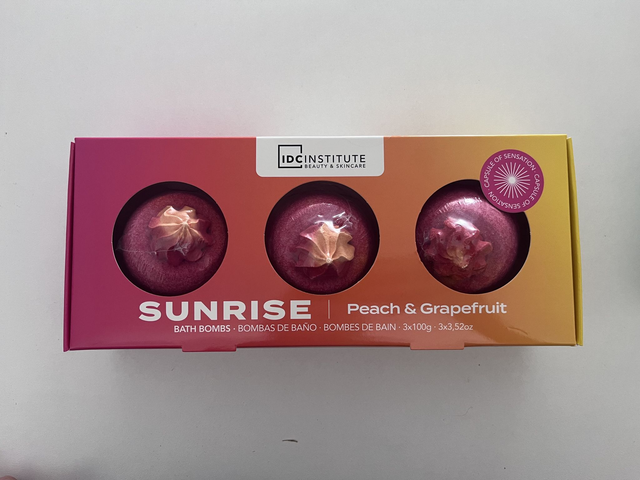 IDC INSTITUTE
BEAUTY & SKINCARE
CAPSULE OF SENSATION · CAPSULE OF SENSATION ·
SUNRISE | Peach & Grapefruit
BATH BOMBS · BOMBAS DE BAÑO · BOMBES DE BAIN · 3x100g · 3x3,52oz